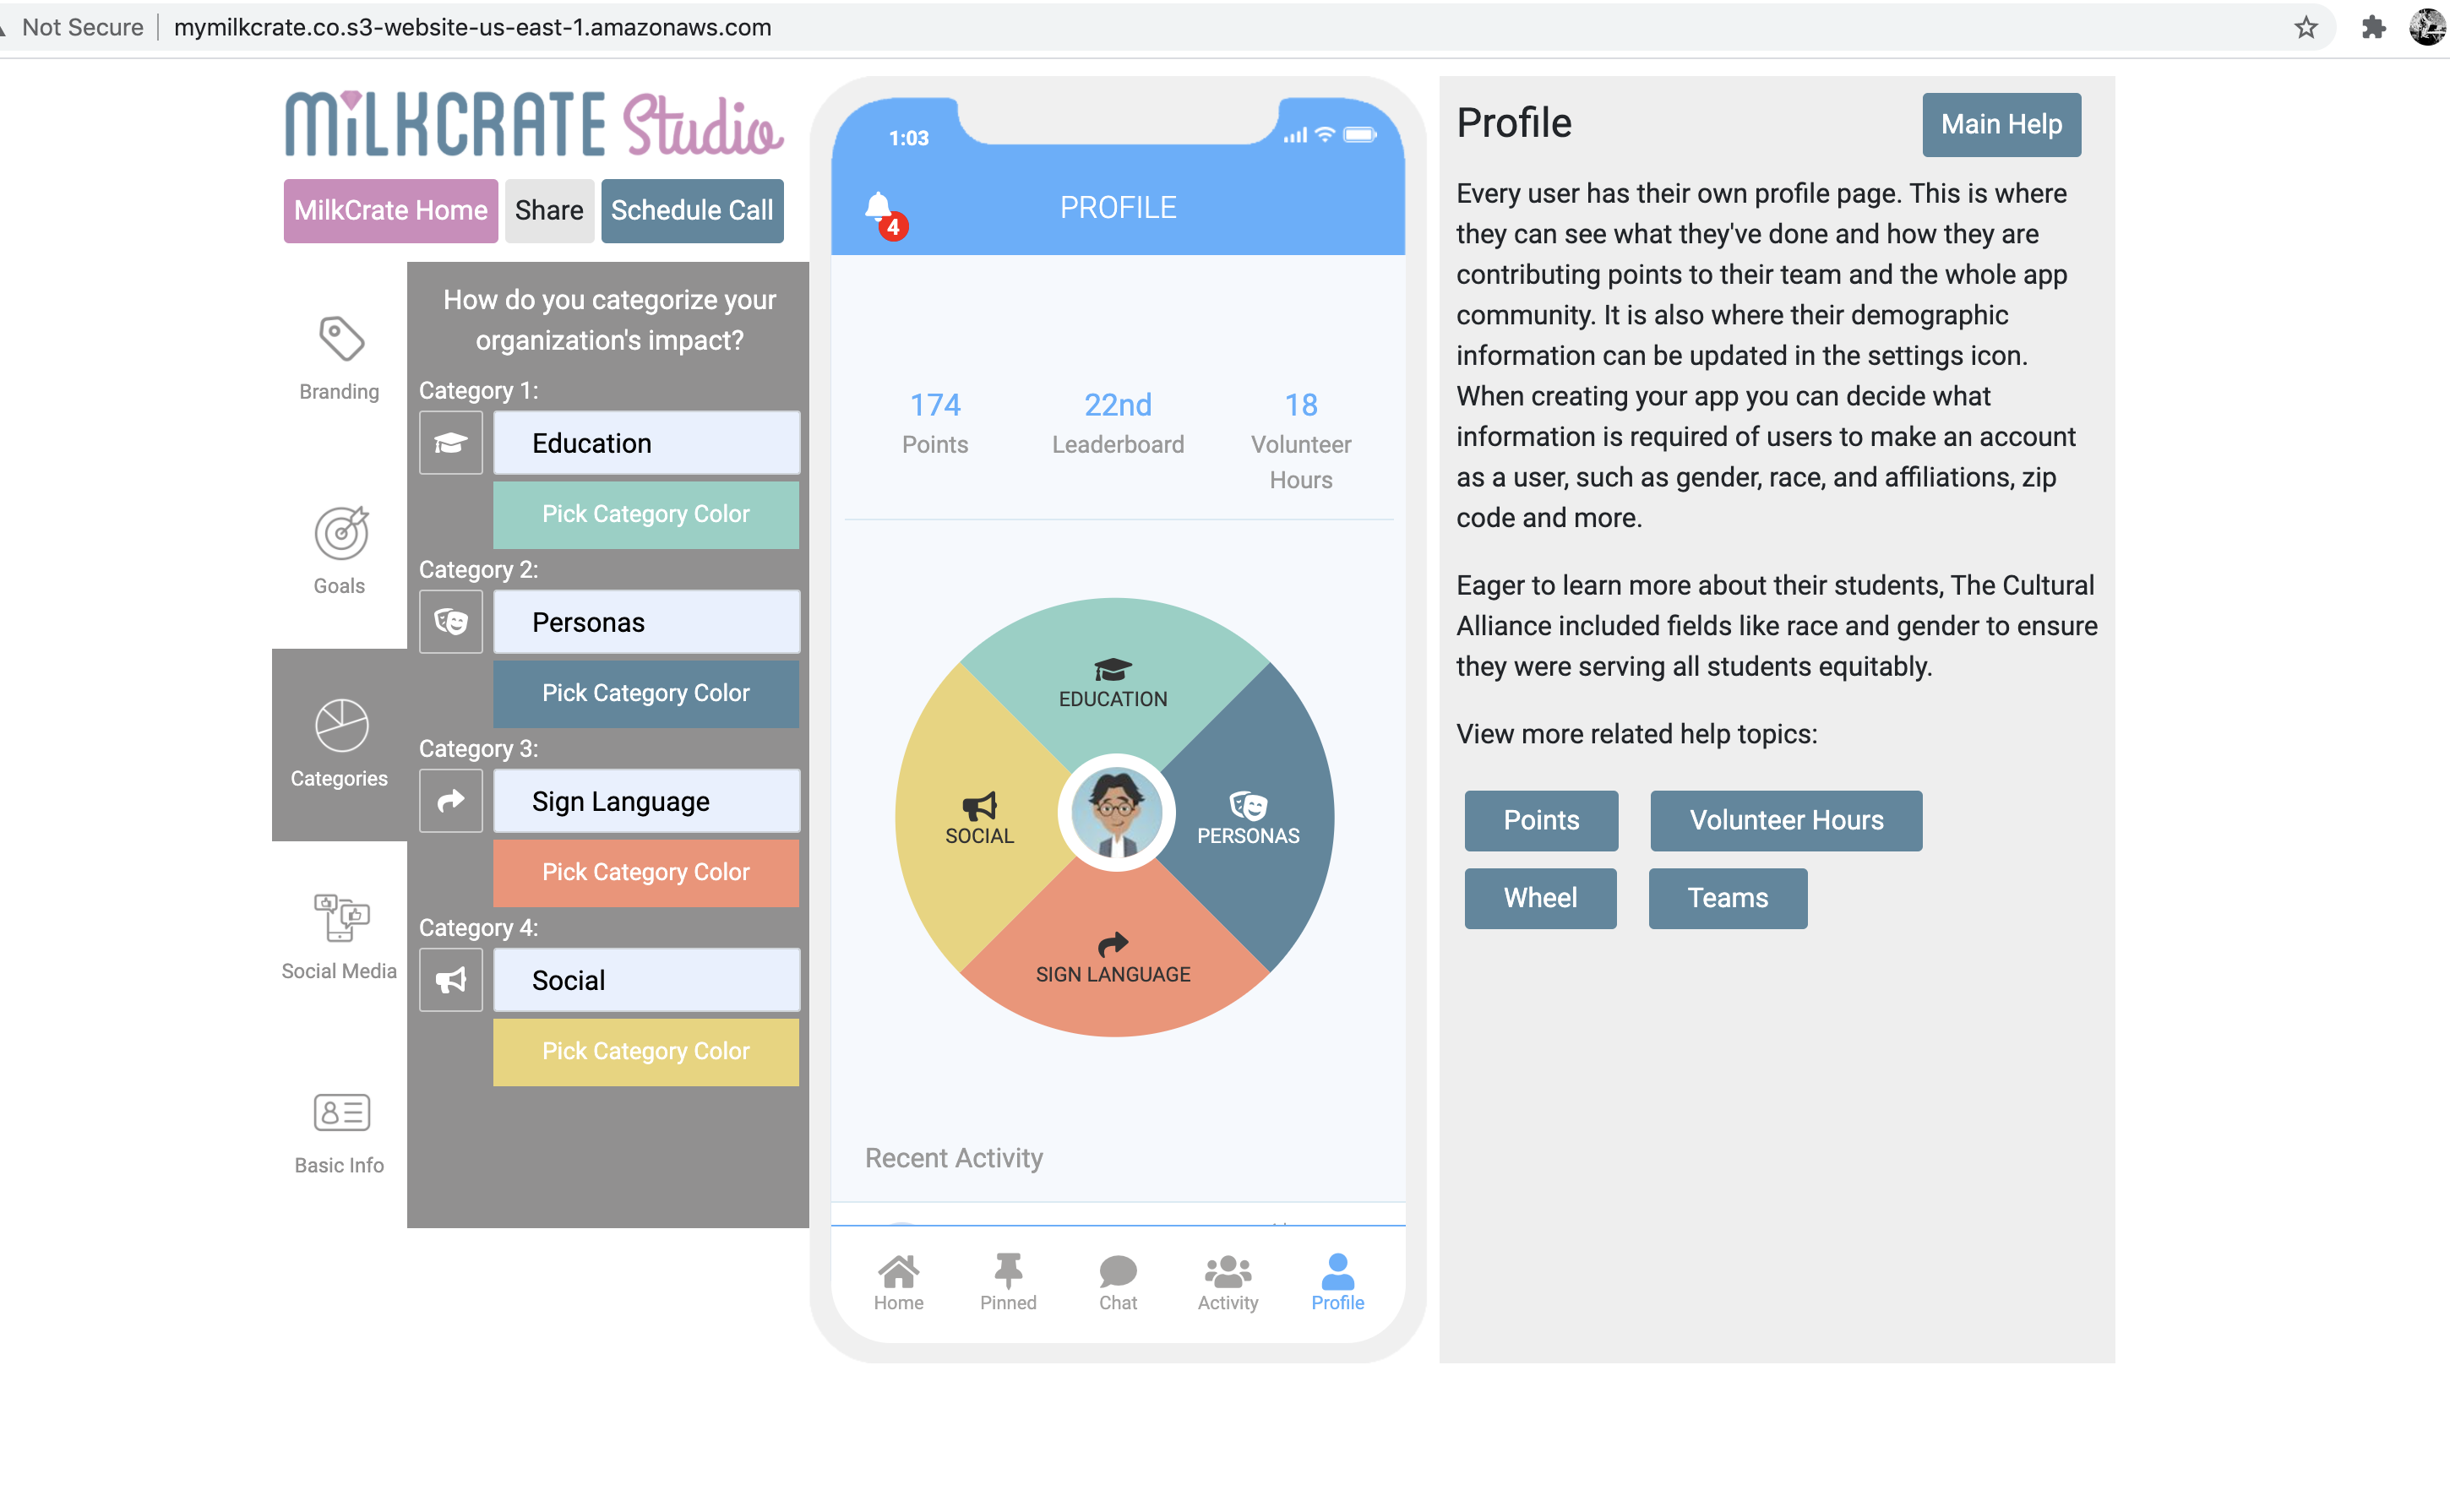 Not Secure
mymilkcrate.co.s3-website-us-east-1.amazonaws.com
MiLKCRATE Studio
MilkCrate Home
Share
Schedule Call
Branding
Goals
Categories
Social Media
Basic Info
How do you categorize your
organization's impact?
Category 1:
Education
Pick Category Color
Category 2:
Personas
Pick Category Color
Category 3:
Sign Language
Pick Category Color
Category 4:
Social
Pick Category Color
1:03
4
PROFILE
174
Points
22nd
Leaderboard
18
Volunteer
Hours
EDUCATION
SOCIAL
PERSONAS
SIGN LANGUAGE
Recent Activity
Home
Pinned
Chat
Activity
Profile
Profile
Main Help
Every user has their own profile page. This is where
they can see what they've done and how they are
contributing points to their team and the whole app
community. It is also where their demographic
information can be updated in the settings icon.
When creating your app you can decide what
information is required of users to make an account
as a user, such as gender, race, and affiliations, zip
code and more.
Eager to learn more about their students, The Cultural
Alliance included fields like race and gender to ensure
they were serving all students equitably.
View more related help topics:
Points
Volunteer Hours
Wheel
Teams